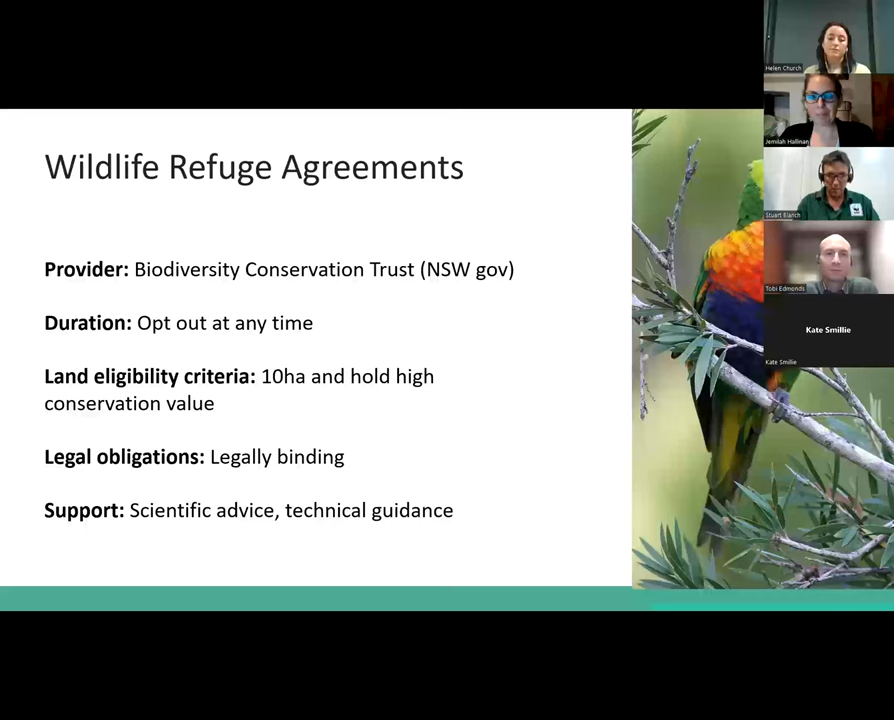 Wildlife Refuge Agreements
Provider: Biodiversity Conservation Trust (NSW gov)
Duration: Opt out at any time
Land eligibility criteria: 10ha and hold high
conservation value
Legal obligations: Legally binding
Support: Scientific advice, technical guidance
Helen Church
Jemilah Hallinan
Stuart Blanch
Tobi Edmonds
Kate Smillie
Kate Smillie